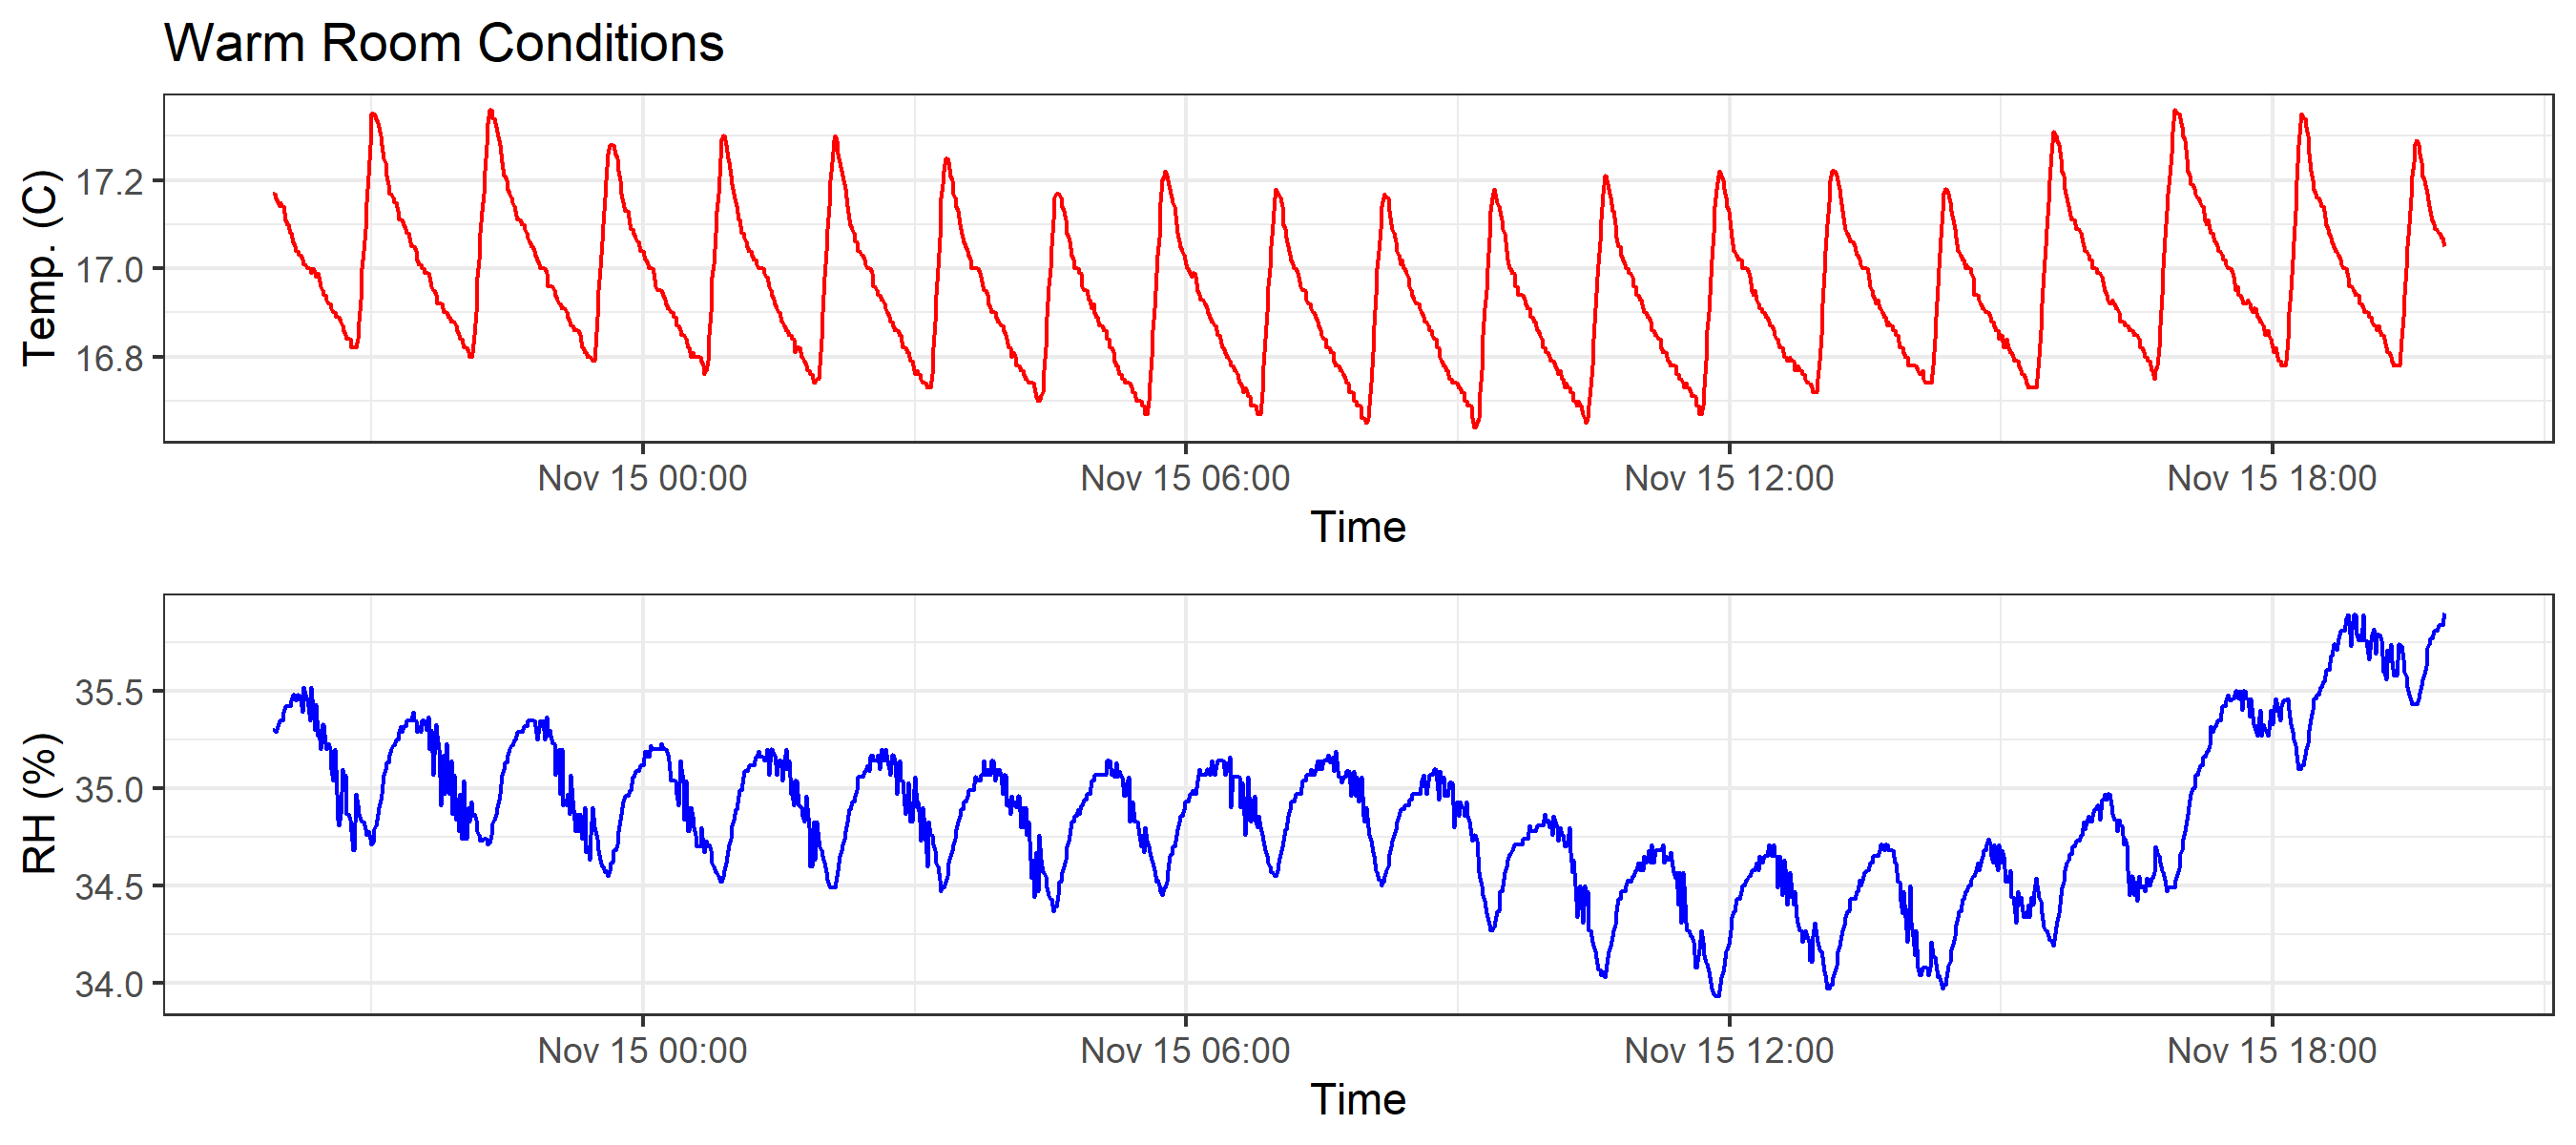 Warm Room Conditions
Temp. (C)
17.2
17.0
16.8
Nov 15 00:00 Nov 15 06:00 Nov 15 12:00 Nov 15 18:00
Time
RH (%)
35.5
35.0
34.5
34.0
Nov 15 00:00 Nov 15 06:00 Nov 15 12:00 Nov 15 18:00
Time